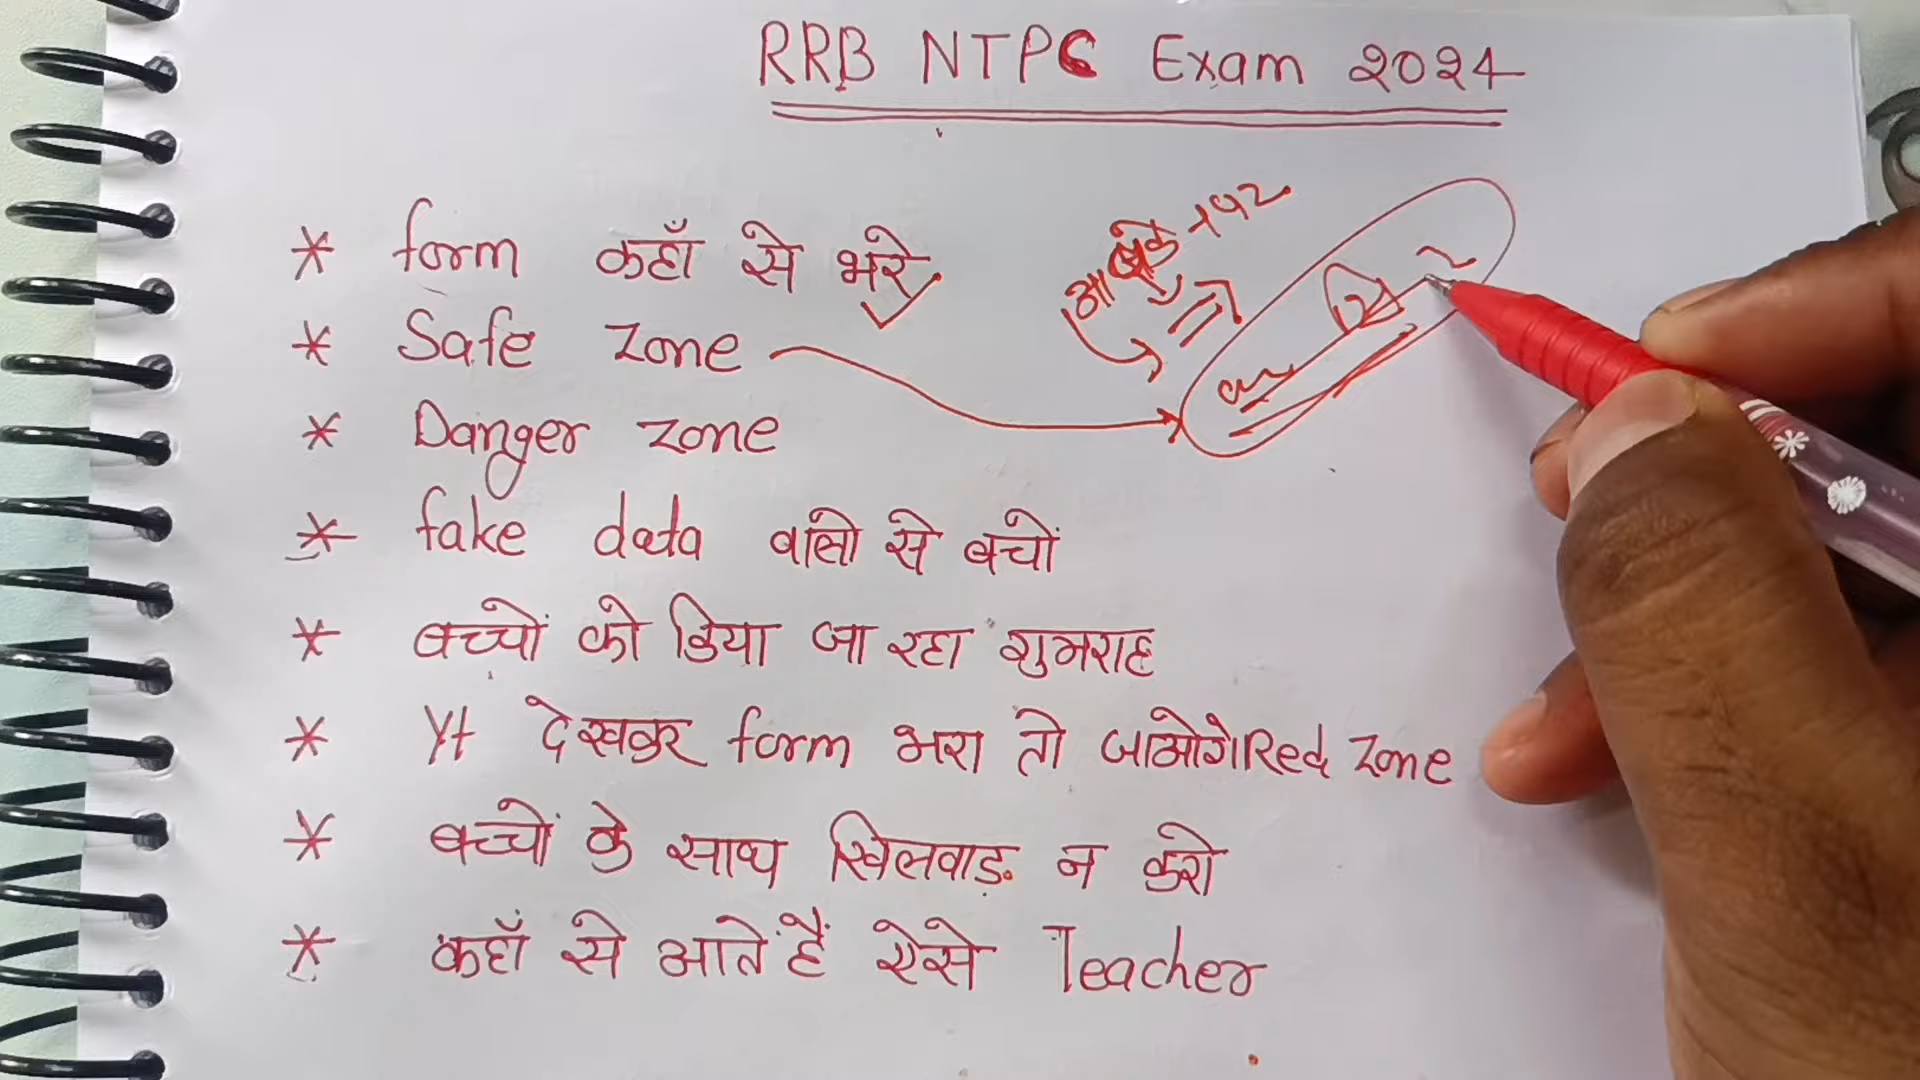 RRB NTPC Exam 2024
* form कहाँ से भरे
* Safe Zone
* Danger Zone
* fake data वालो से बचों
* बच्चों को किया जा रहा गुमराह
* Yt देखकर form भरा तो जाओगे Red Zone
* बच्चों के साथ खिलवाड़ न करो
* कहाँ से आते हैं ऐसे Teacher